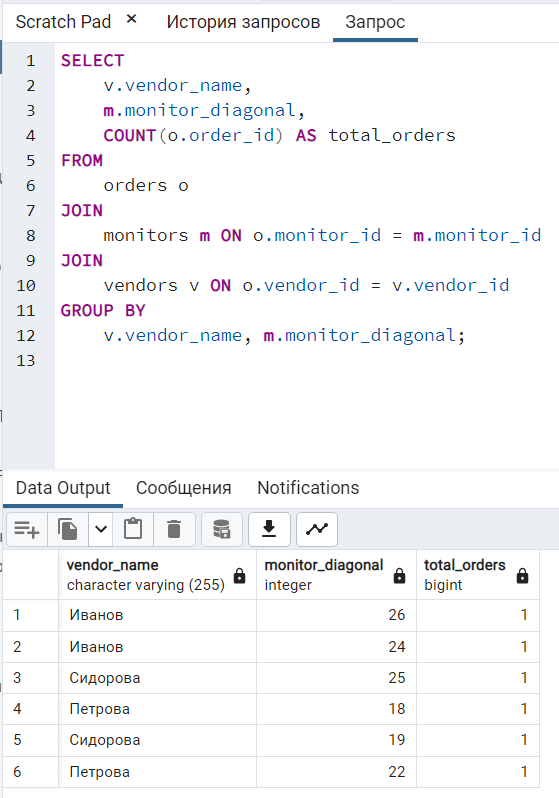 Scratch Pad × История запросов Запрос
1 SELECT
2 v.vendor_name,
3 m.monitor_diagonal,
4 COUNT(o.order_id) AS total_orders
5 FROM
6 orders o
7 JOIN
8 monitors m ON o.monitor_id = m.monitor_id
9 JOIN
10 vendors v ON o.vendor_id = v.vendor_id
11 GROUP BY
12 v.vendor_name, m.monitor_diagonal;
13
Data Output Сообщения Notifications
vendor_name monitor_diagonal total_orders
character varying (255) integer bigint
1 Иванов 26 1
2 Иванов 24 1
3 Сидорова 25 1
4 Петрова 18 1
5 Сидорова 19 1
6 Петрова 22 1